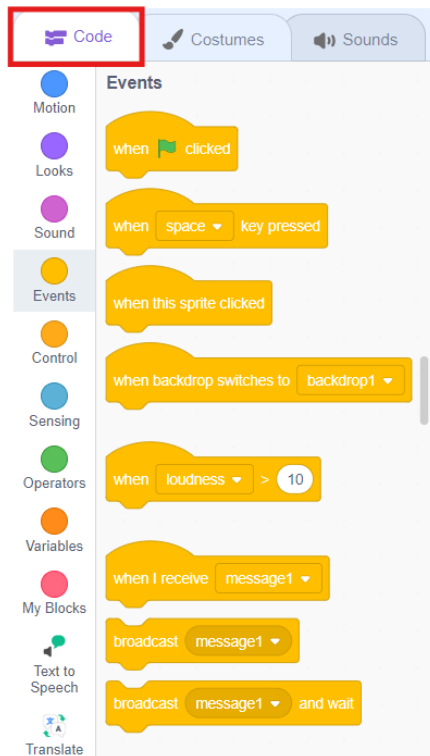 Code
Costumes
Sounds
Motion
Looks
Sound
Events
Control
Sensing
Operators
Variables
My Blocks
Text to
Speech
Translate
Events
when clicked
when space key pressed
when this sprite clicked
when backdrop switches to backdrop1
when loudness > 10
when I receive message1
broadcast message1
broadcast message1 and wait